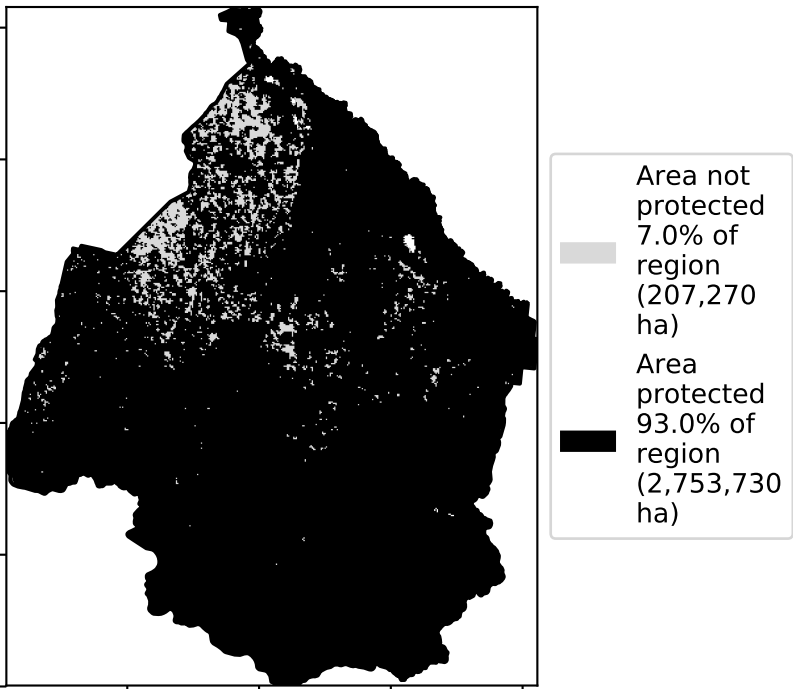 Area not
protected
7.0% of
region
(207,270
ha)
Area
protected
93.0% of
region
(2,753,730
ha)